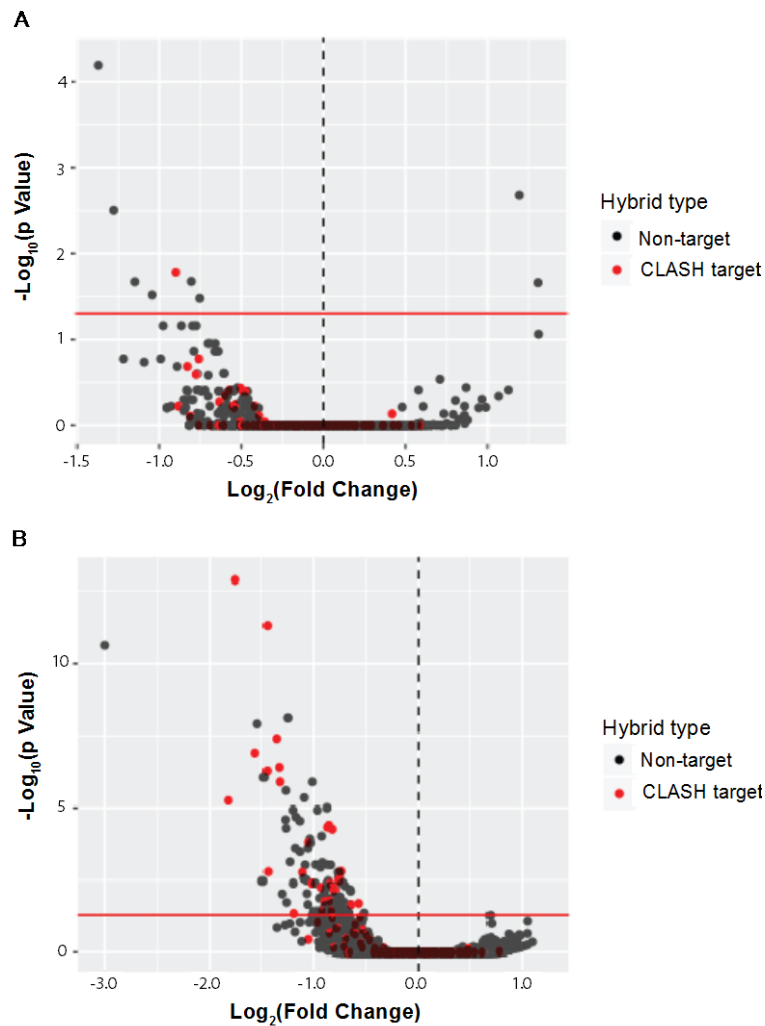 A
4
3
2
1
0
-Log10(p Value)
-1.5 -1.0 -0.5 0.0 0.5 1.0
Log2(Fold Change)
Hybrid type
Non-target
CLASH target
B
10
5
0
-Log10(p Value)
-3.0 -2.0 -1.0 0.0 1.0
Log2(Fold Change)
Hybrid type
Non-target
CLASH target